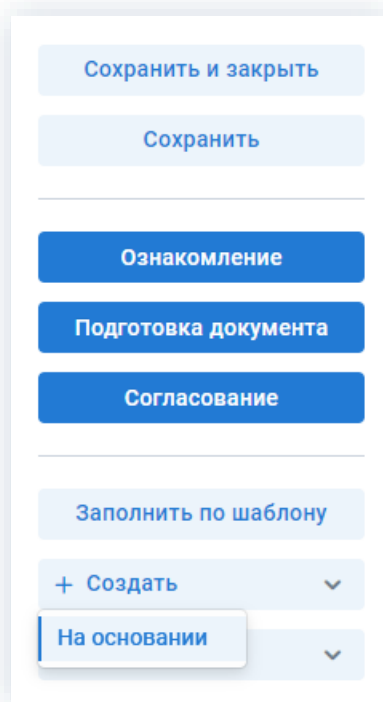 Сохранить и закрыть
Сохранить
Ознакомление
Подготовка документа
Согласование
Заполнить по шаблону
+ Создать
На основании